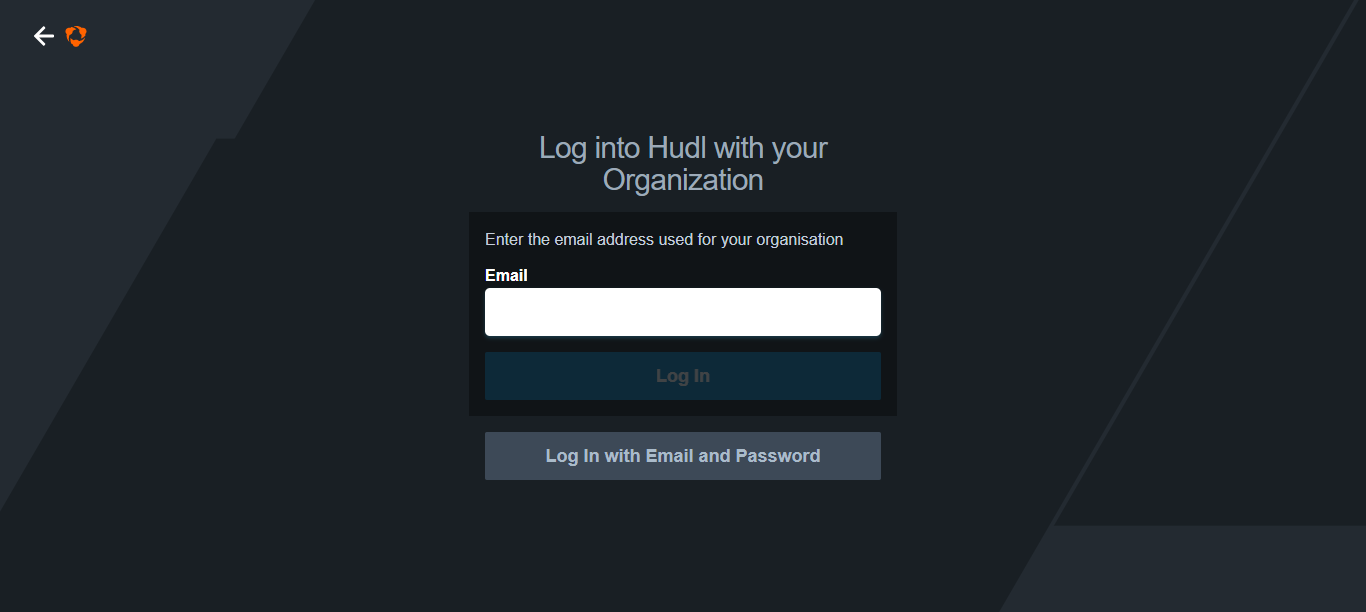 Log into Hudl with your
Organization
Enter the email address used for your organisation
Email
Log In
Log In with Email and Password